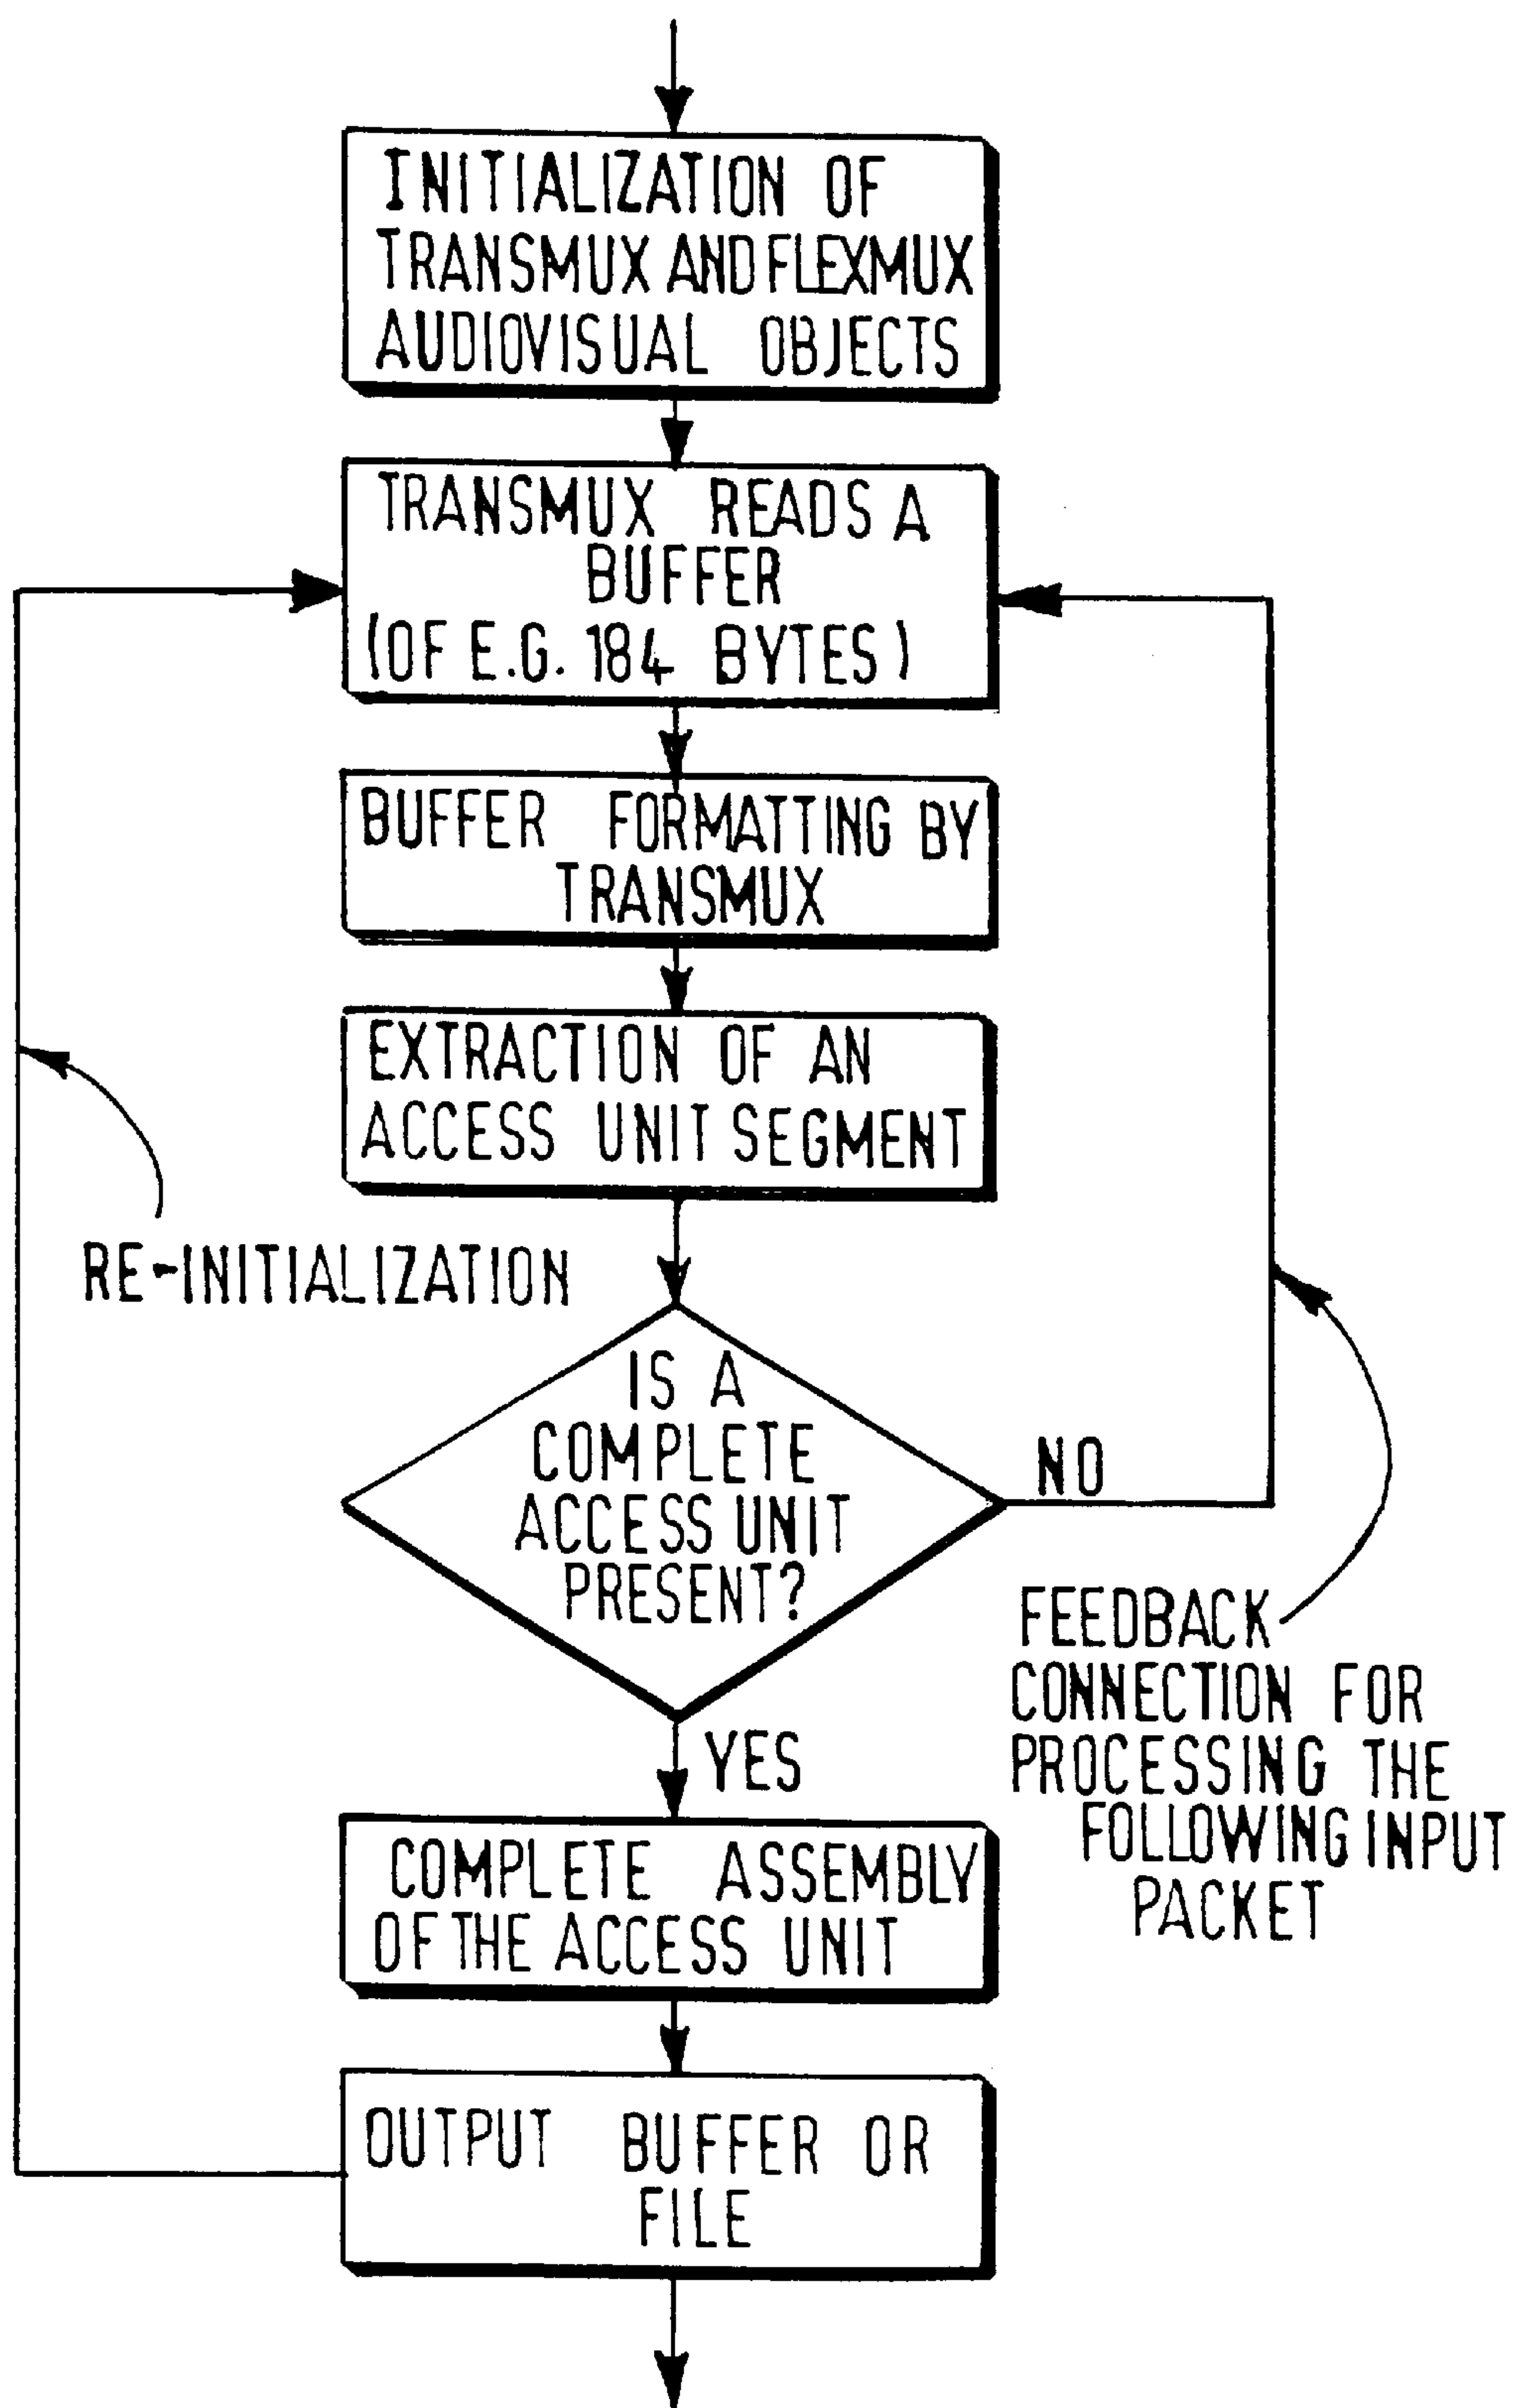 INITIALIZATION OF
TRANSMUX AND FLEXMUX
AUDIOVISUAL OBJECTS
TRANSMUX READS A
BUFFER
(OF E.G. 184 BYTES)
BUFFER FORMATTING BY
TRANSMUX
EXTRACTION OF AN
ACCESS UNIT SEGMENT
RE-INITIALIZATION
IS A
COMPLETE
ACCESS UNIT
PRESENT?
NO
FEEDBACK
CONNECTION FOR
PROCESSING THE
FOLLOWING INPUT
PACKET
YES
COMPLETE ASSEMBLY
OF THE ACCESS UNIT
OUTPUT BUFFER OR
FILE